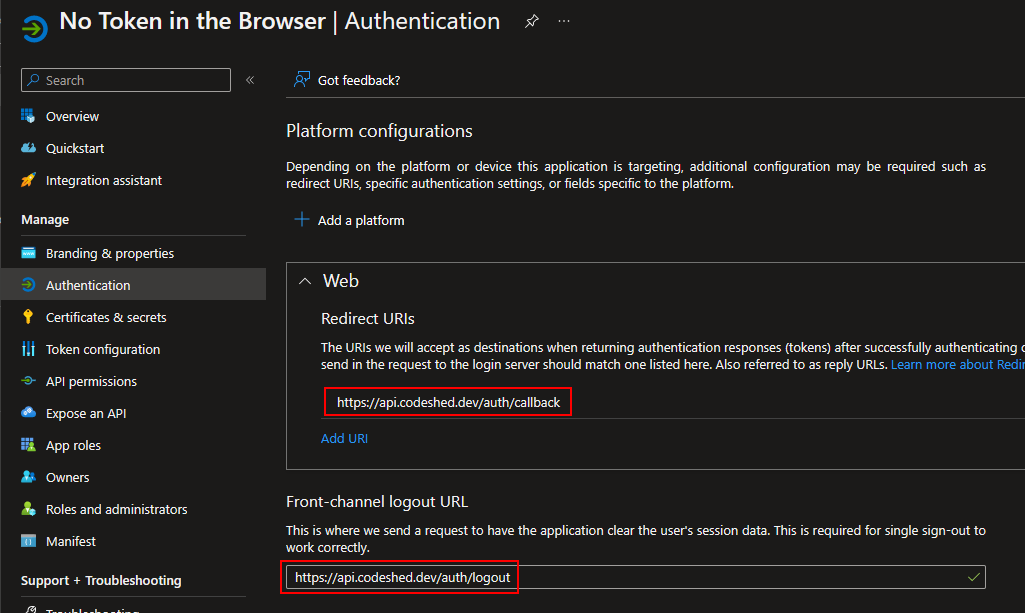 No Token in the Browser | Authentication
Search
Got feedback?
Overview
Quickstart
Integration assistant
Manage
Branding & properties
Authentication
Certificates & secrets
Token configuration
API permissions
Expose an API
App roles
Owners
Roles and administrators
Manifest
Support + Troubleshooting
Troubleshooting
Platform configurations
Depending on the platform or device this application is targeting, additional configuration may be required such as
redirect URIs, specific authentication settings, or fields specific to the platform.
Add a platform
Web
Redirect URIs
The URIs we will accept as destinations when returning authentication responses (tokens) after successfully authenticating
send in the request to the login server should match one listed here. Also referred to as reply URLs. Learn more about
https://api.codeshed.dev/auth/callback
Add URI
Front-channel logout URL
This is where we send a request to have the application clear the user's session data. This is required for single sign-out to
work correctly.
https://api.codeshed.dev/auth/logout